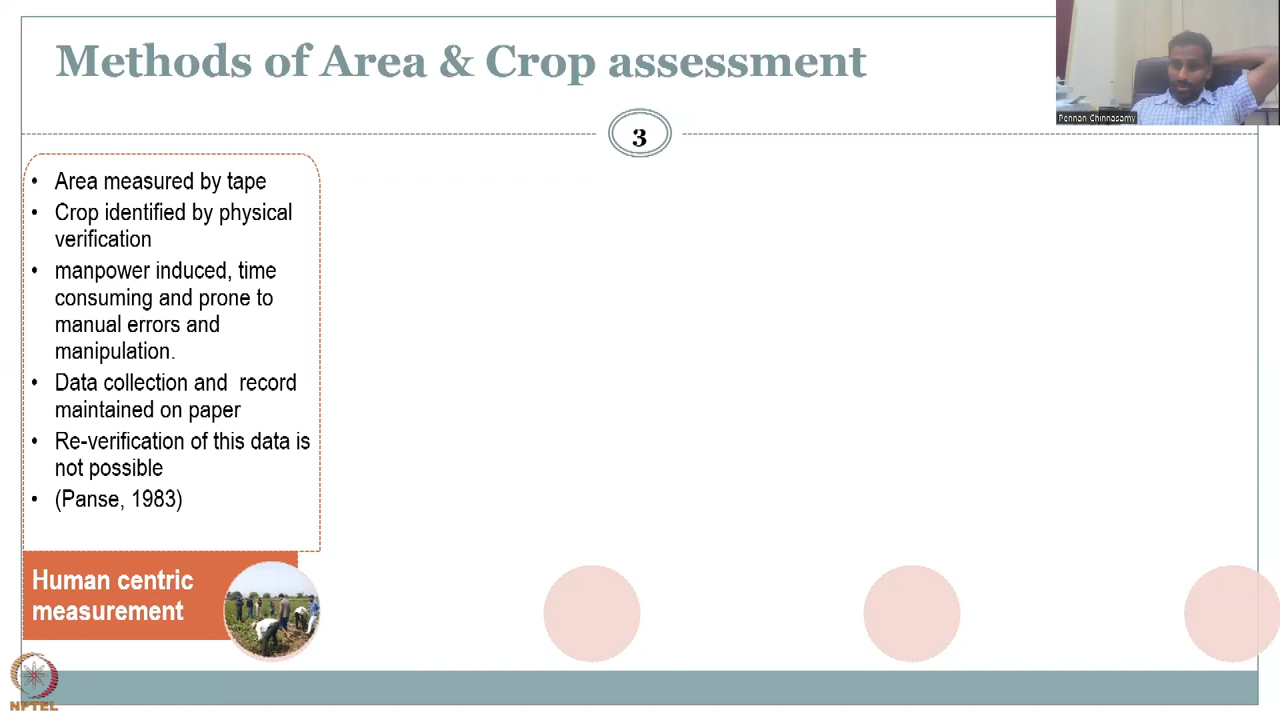 Methods of Area & Crop assessment
Pennan Chinnasamy
3
• Area measured by tape
• Crop identified by physical
verification
• manpower induced, time
consuming and prone to
manual errors and
manipulation.
• Data collection and record
maintained on paper
• Re-verification of this data is
not possible
• (Panse, 1983)
Human centric
measurement
NPTEL